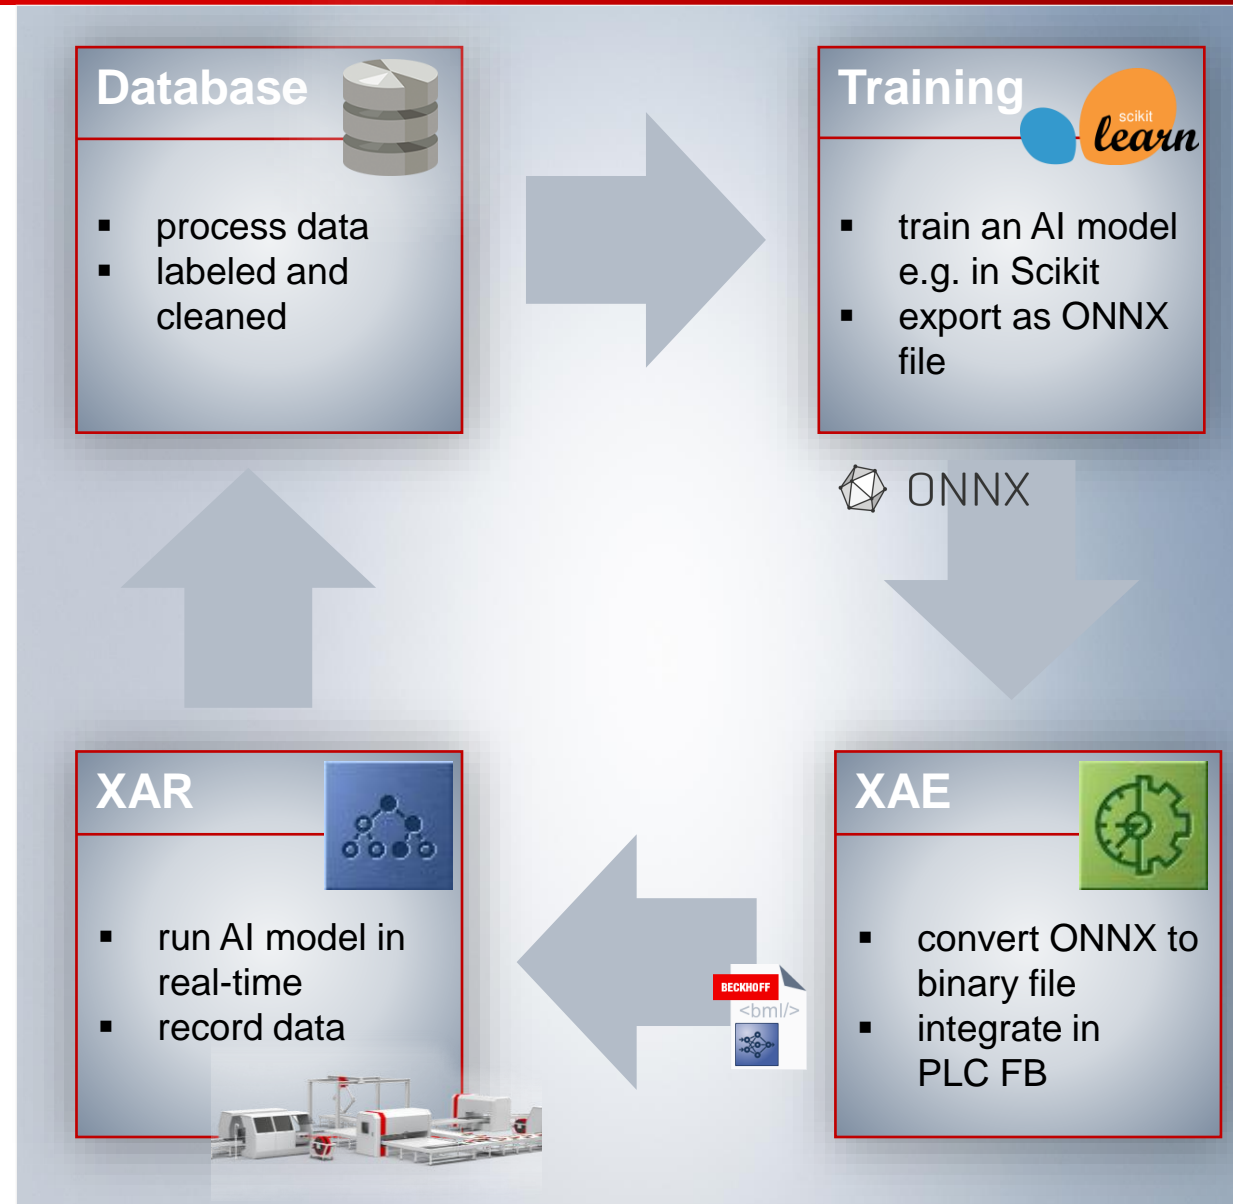 Database
▪ process data
▪ labeled and
cleaned
Training
scikit
learn
▪ train an AI model
e.g. in Scikit
▪ export as ONNX
file
ONNX
XAR
▪ run AI model in
real-time
▪ record data
BECKHOFF
<bml/>
XAE
▪ convert ONNX to
binary file
▪ integrate in
PLC FB